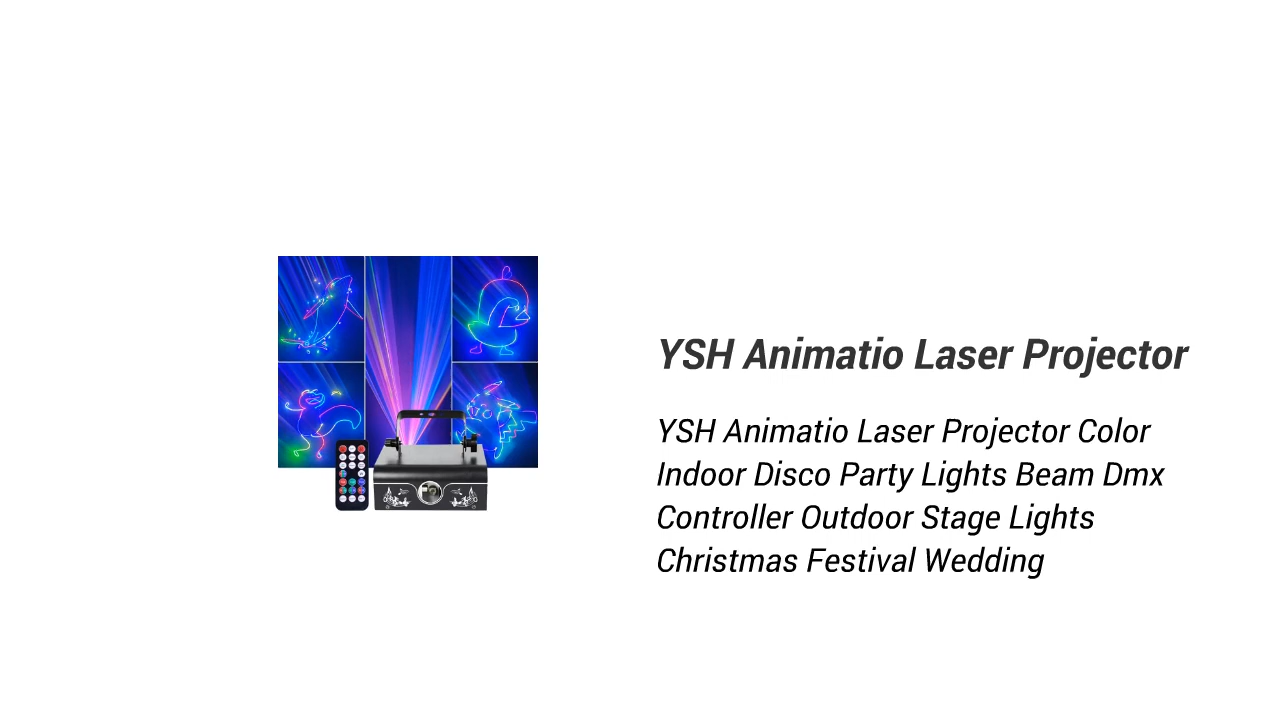 YSH Animatio Laser Projector
YSH Animatio Laser Projector Color
Indoor Disco Party Lights Beam Dmx
Controller Outdoor Stage Lights
Christmas Festival Wedding